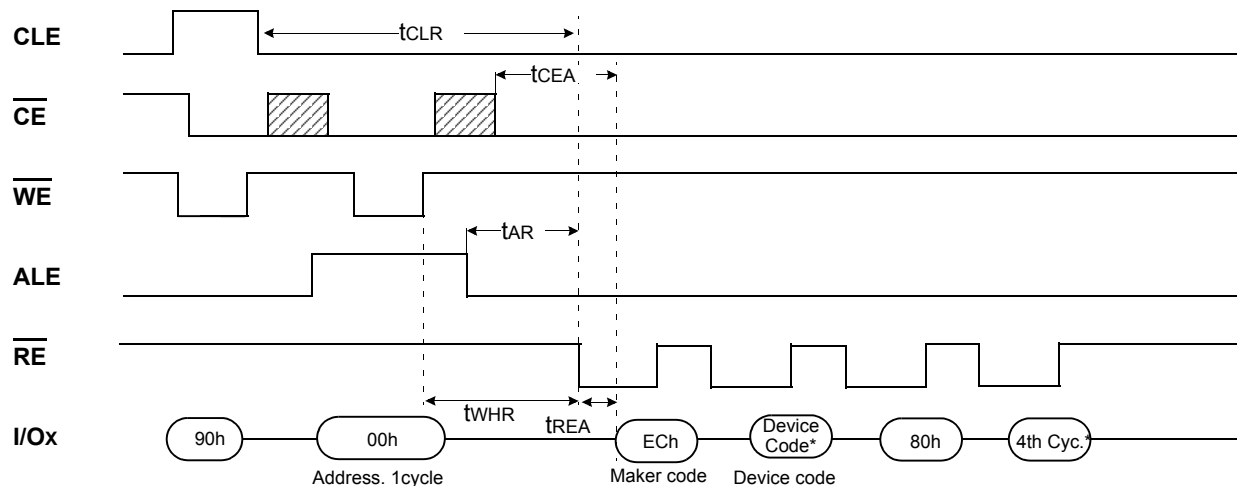 CLE
tCLR
tCEA
CE
WE
tAR
ALE
RE
tWHR
tREA
I/Ox
90h
00h
ECh
Device
Code*
80h
4th Cyc.*
Address. 1cycle
Maker code
Device code